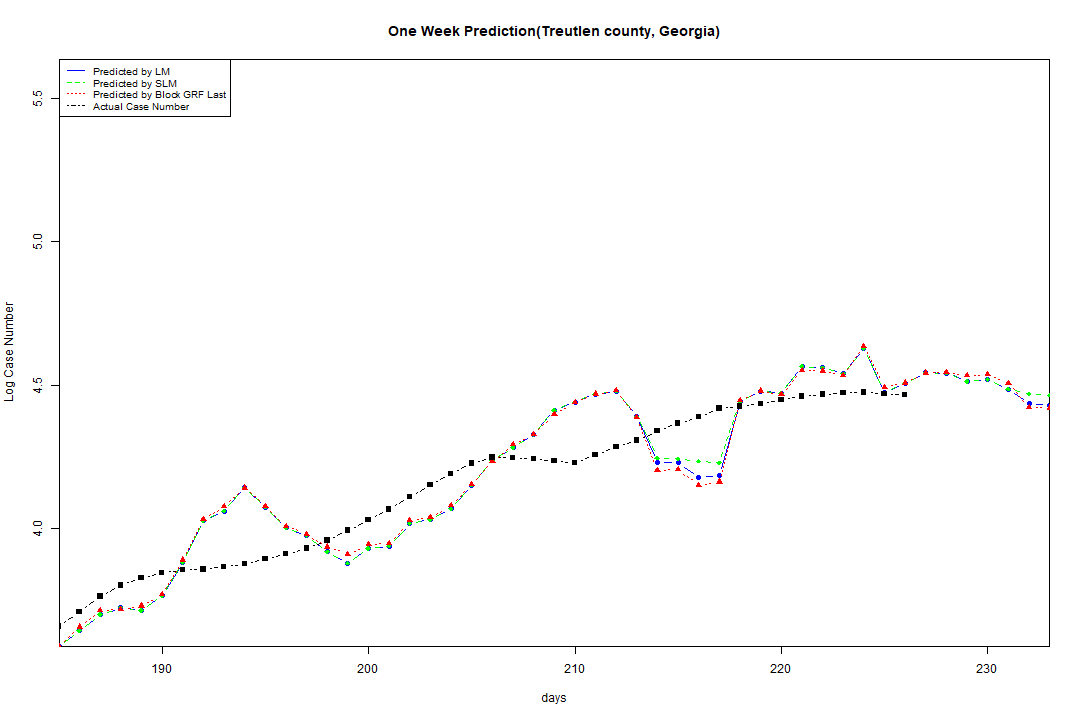 One Week Prediction(Treutlen county, Georgia)
Predicted by LM
Predicted by SLM
Predicted by Block GRF Last
Actual Case Number
5.5
5.0
4.5
4.0
Log Case Number
190 200 210 220 230
days